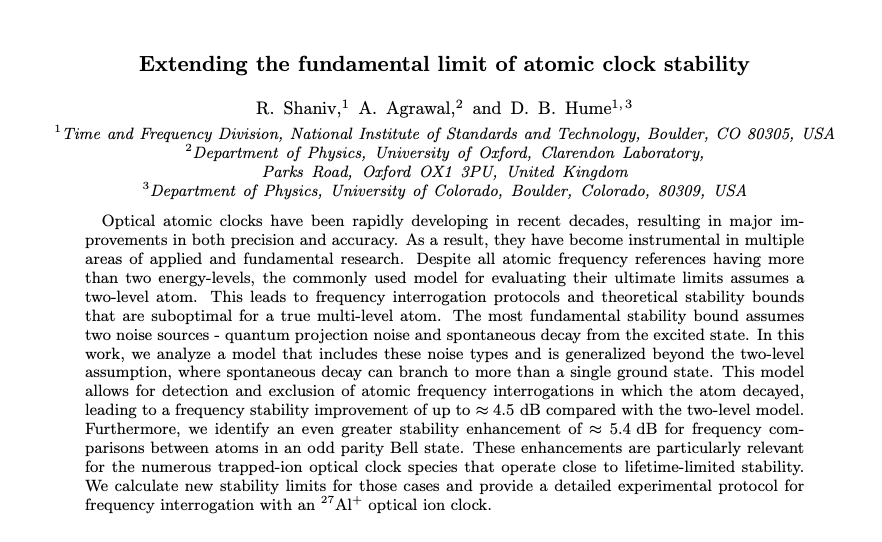 Extending the fundamental limit of atomic clock stability
R. Shaniv,¹ A. Agrawal,² and D. B. Hume¹,³
¹Time and Frequency Division, National Institute of Standards and Technology, Boulder, CO 80305, USA
²Department of Physics, University of Oxford, Clarendon Laboratory,
Parks Road, Oxford OX1 3PU, United Kingdom
³Department of Physics, University of Colorado, Boulder, Colorado, 80309, USA
Optical atomic clocks have been rapidly developing in recent decades, resulting in major im-
provements in both precision and accuracy. As a result, they have become instrumental in multiple
areas of applied and fundamental research. Despite all atomic frequency references having more
than two energy-levels, the commonly used model for evaluating their ultimate limits assumes a
two-level atom. This leads to frequency interrogation protocols and theoretical stability bounds
that are suboptimal for a true multi-level atom. The most fundamental stability bound assumes
two noise sources - quantum projection noise and spontaneous decay from the excited state. In this
work, we analyze a model that includes these noise types and is generalized beyond the two-level
assumption, where spontaneous decay can branch to more than a single ground state. This model
allows for detection and exclusion of atomic frequency interrogations in which the atom decayed,
leading to a frequency stability improvement of up to ≈ 4.5 dB compared with the two-level model.
Furthermore, we identify an even greater stability enhancement of ≈ 5.4 dB for frequency com-
parisons between atoms in an odd parity Bell state. These enhancements are particularly relevant
for the numerous trapped-ion optical clock species that operate close to lifetime-limited stability.
We calculate new stability limits for those cases and provide a detailed experimental protocol for
frequency interrogation with an ²⁷Al⁺ optical ion clock.